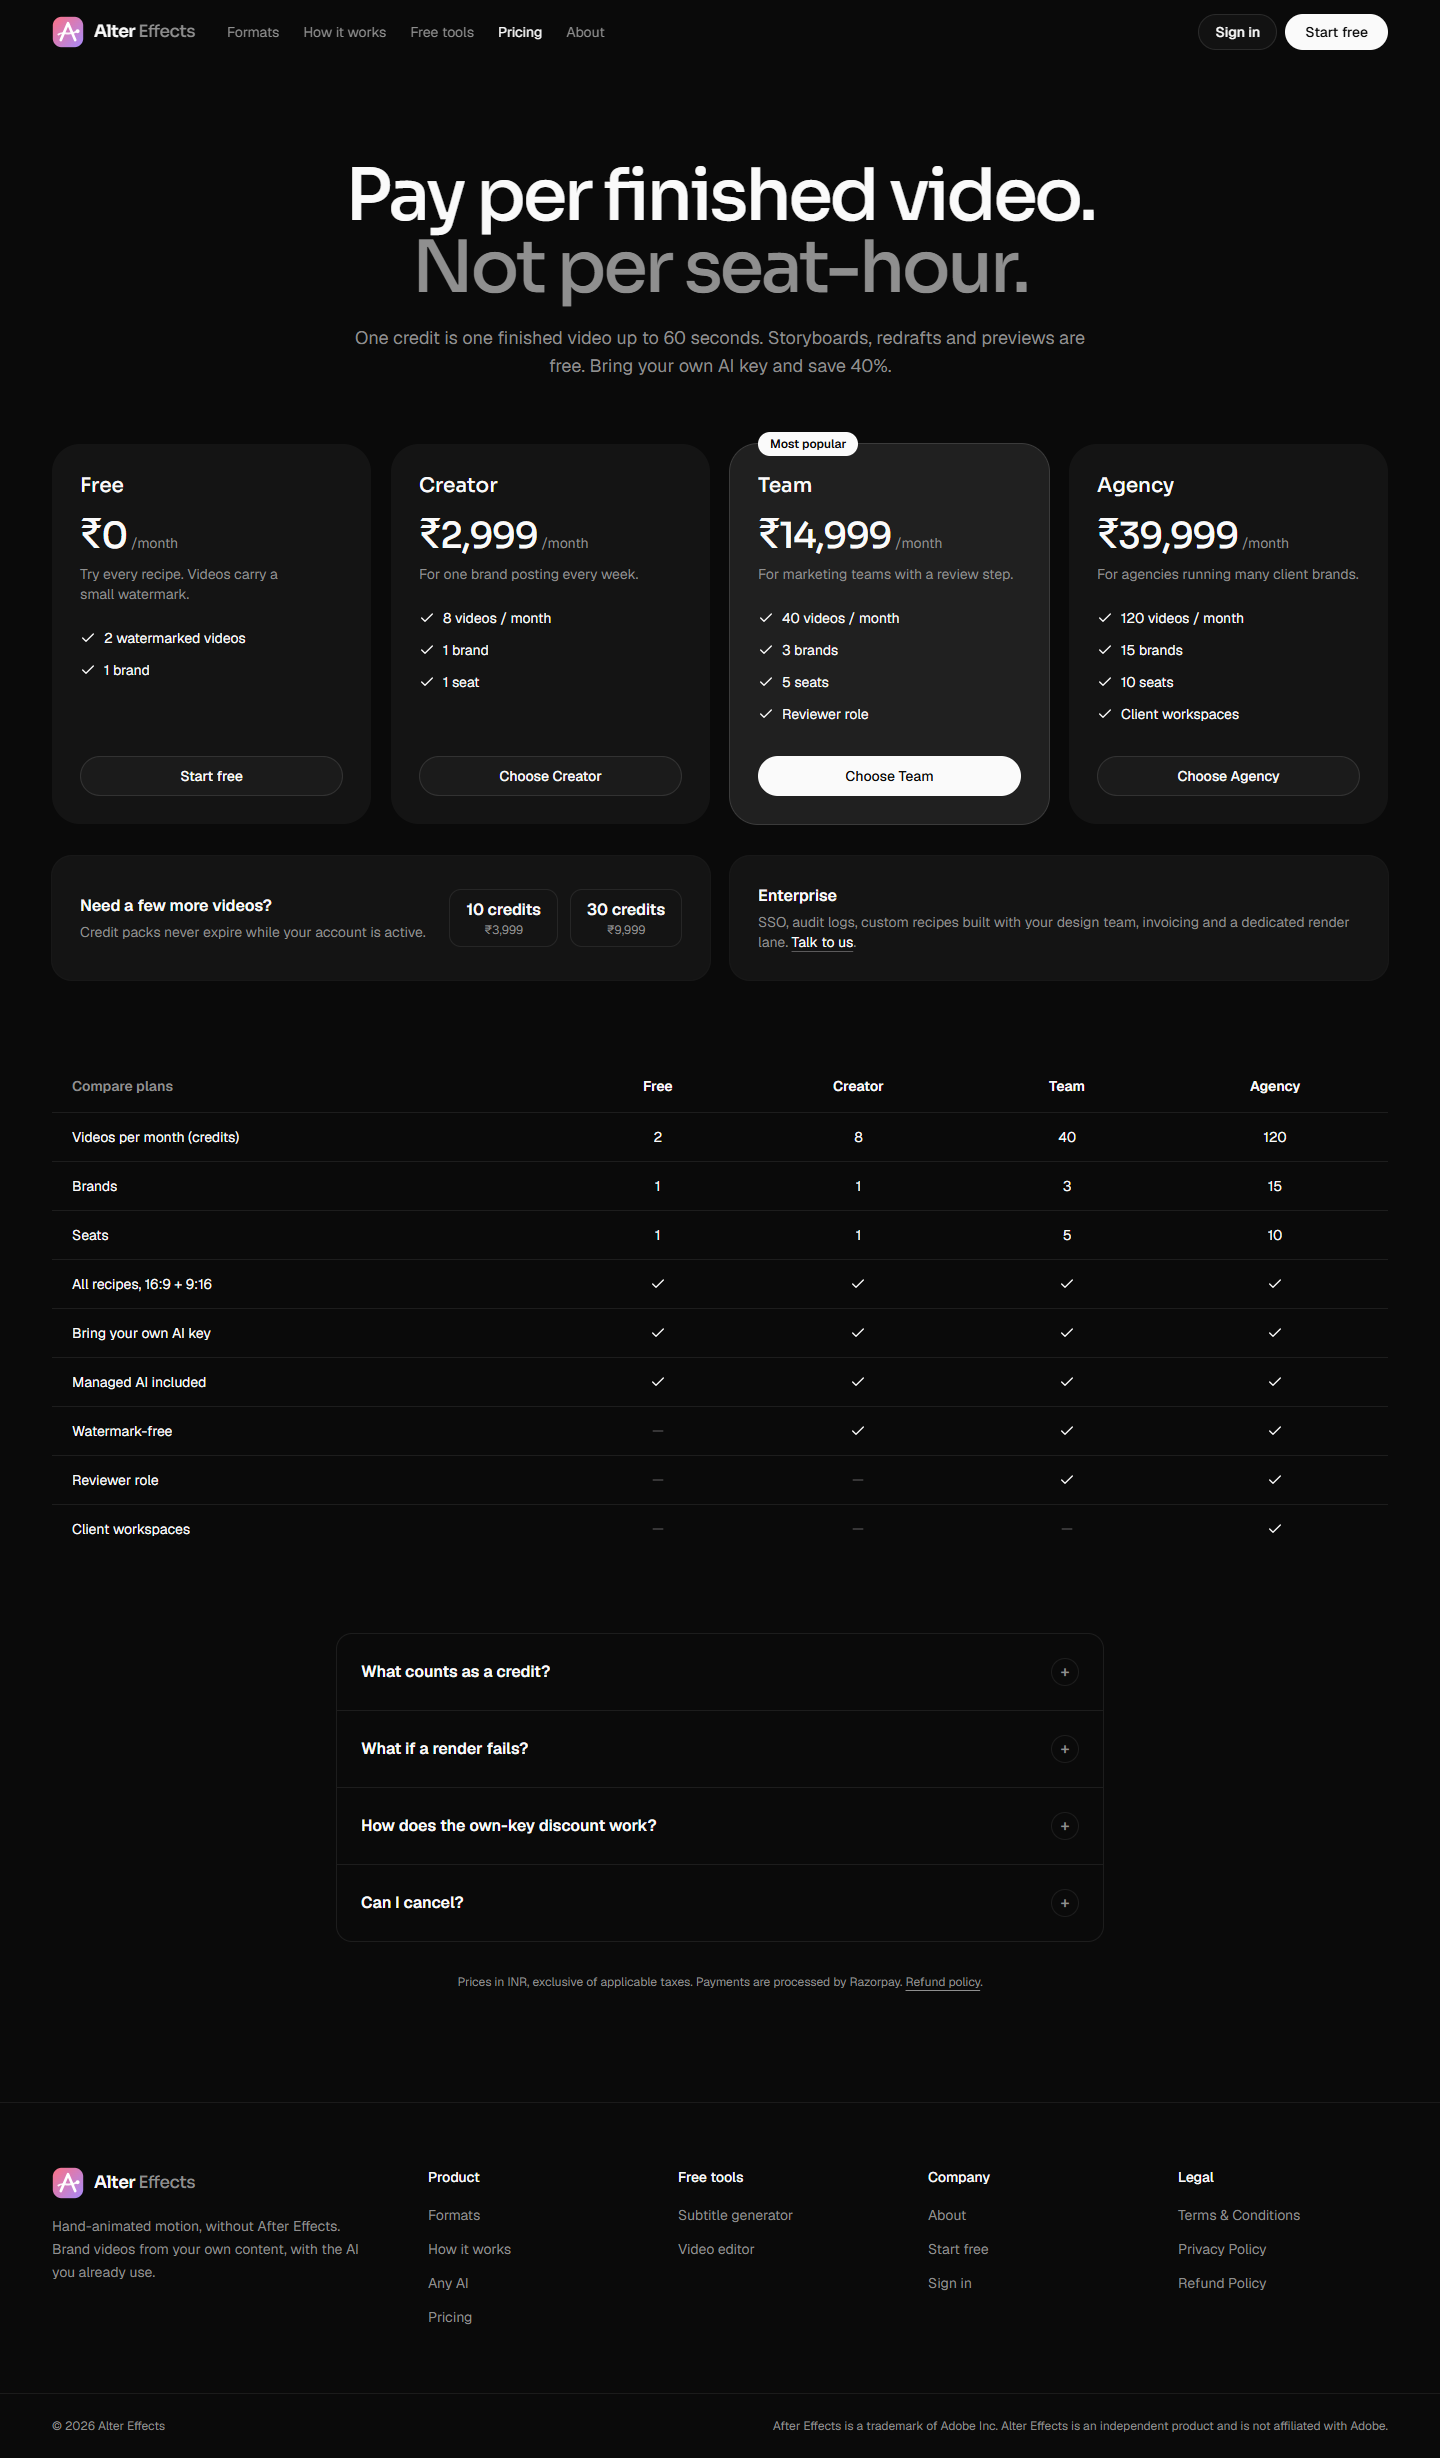 Alter Effects
Formats
How it works
Free tools
Pricing
About
Sign in
Start free
Pay per finished video.
Not per seat-hour.
One credit is one finished video up to 60 seconds. Storyboards, redrafts and previews are
free. Bring your own AI key and save 40%.
Free
₹0 /month
Try every recipe. Videos carry a
small watermark.
2 watermarked videos
1 brand
Start free
Creator
₹2,999 /month
For one brand posting every week.
8 videos / month
1 brand
1 seat
Choose Creator
Most popular
Team
₹14,999 /month
For marketing teams with a review step.
40 videos / month
3 brands
5 seats
Reviewer role
Choose Team
Agency
₹39,999 /month
For agencies running many client brands.
120 videos / month
15 brands
10 seats
Client workspaces
Choose Agency
Need a few more videos?
Credit packs never expire while your account is active.
10 credits
₹3,999
30 credits
₹9,999
Enterprise
SSO, audit logs, custom recipes built with your design team, invoicing and a dedicated render
lane. Talk to us.
Compare plans Free Creator Team Agency
Videos per month (credits) 2 8 40 120
Brands 1 1 3 15
Seats 1 1 5 10
All recipes, 16:9 + 9:16
Bring your own AI key
Managed AI included
Watermark-free
Reviewer role
Client workspaces
What counts as a credit?
What if a render fails?
How does the own-key discount work?
Can I cancel?
Prices in INR, exclusive of applicable taxes. Payments are processed by Razorpay. Refund policy.
Alter Effects
Hand-animated motion, without After Effects.
Brand videos from your own content, with the AI
you already use.
Product
Formats
How it works
Any AI
Pricing
Free tools
Subtitle generator
Video editor
Company
About
Start free
Sign in
Legal
Terms & Conditions
Privacy Policy
Refund Policy
© 2026 Alter Effects
After Effects is a trademark of Adobe Inc. Alter Effects is an independent product and is not affiliated with Adobe.